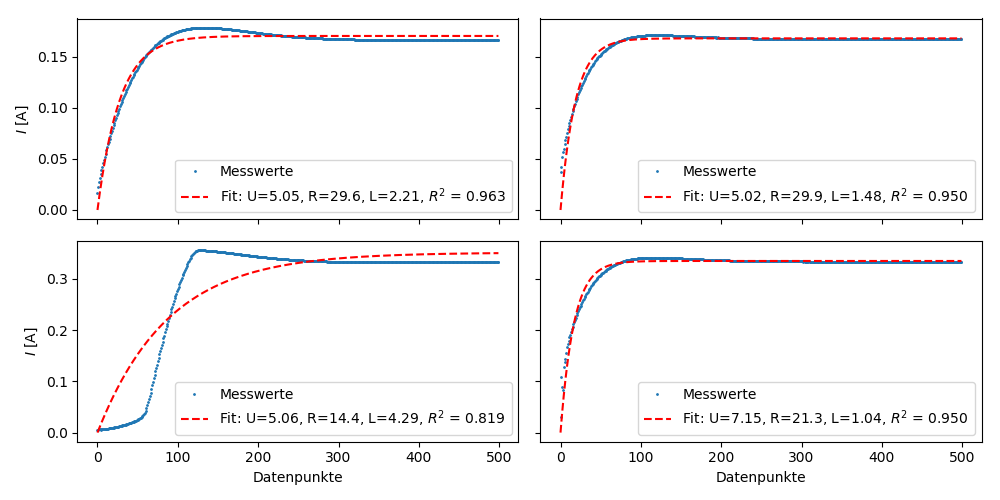 0.15
0.10
0.05
0.00
I [A]
Messwerte
Fit: U=5.05, R=29.6, L=2.21, R² = 0.963
Messwerte
Fit: U=5.02, R=29.9, L=1.48, R² = 0.950
0.3
0.2
0.1
0.0
I [A]
Messwerte
Fit: U=5.06, R=14.4, L=4.29, R² = 0.819
0 100 200 300 400 500
Datenpunkte
Messwerte
Fit: U=7.15, R=21.3, L=1.04, R² = 0.950
0 100 200 300 400 500
Datenpunkte